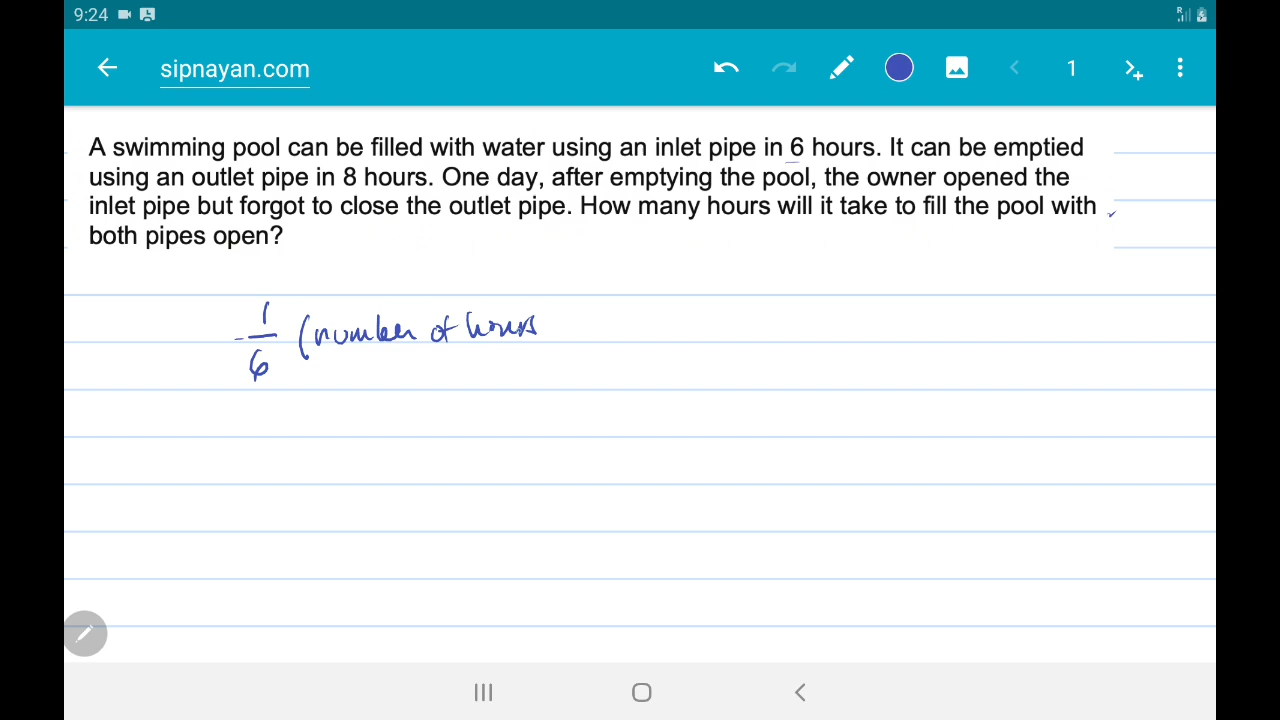 9:24
sipnayan.com
1
A swimming pool can be filled with water using an inlet pipe in 6 hours. It can be emptied
using an outlet pipe in 8 hours. One day, after emptying the pool, the owner opened the
inlet pipe but forgot to close the outlet pipe. How many hours will it take to fill the pool with
both pipes open?
1
6
(number of hours